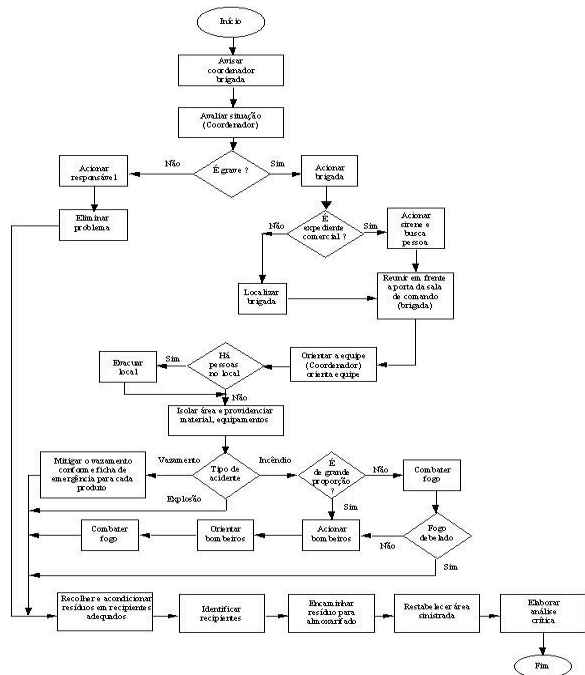 Início
Avisar
coordenador
brigada
Avaliar situação
(Coordenador)
É grave ?
Não
Sim
Acionar
responsável
Acionar
brigada
Eliminar
problema
É
expediente
comercial ?
Não
Sim
Acionar
sirene e
busca
pessoa
Localizar
brigada
Reunir em frente
a porta da sala
de comando
(brigada)
Orientar a equipe
(Coordenador)
orienta equipe
Há
pessoas
no local
Sim
Não
Evacuar
local
Isolar área e providenciar
material, equipamentos
Tipo de
acidente
Vazamento
Incêndio
Explosão
Mitigar o vazamento
conforme ficha de
emergência para cada
produto
É
de grande
proporção
?
Não
Sim
Combater
fogo
Fogo
debelado
Não
Sim
Acionar
bombeiros
Orientar
bombeiros
Combater
fogo
Recolher e acondicionar
resíduos em recipientes
adequados
Identificar
recipientes
Encaminhar
resíduo para
almoxarifado
Restabelecer área
sinistrada
Elaborar
análise
crítica
Fim